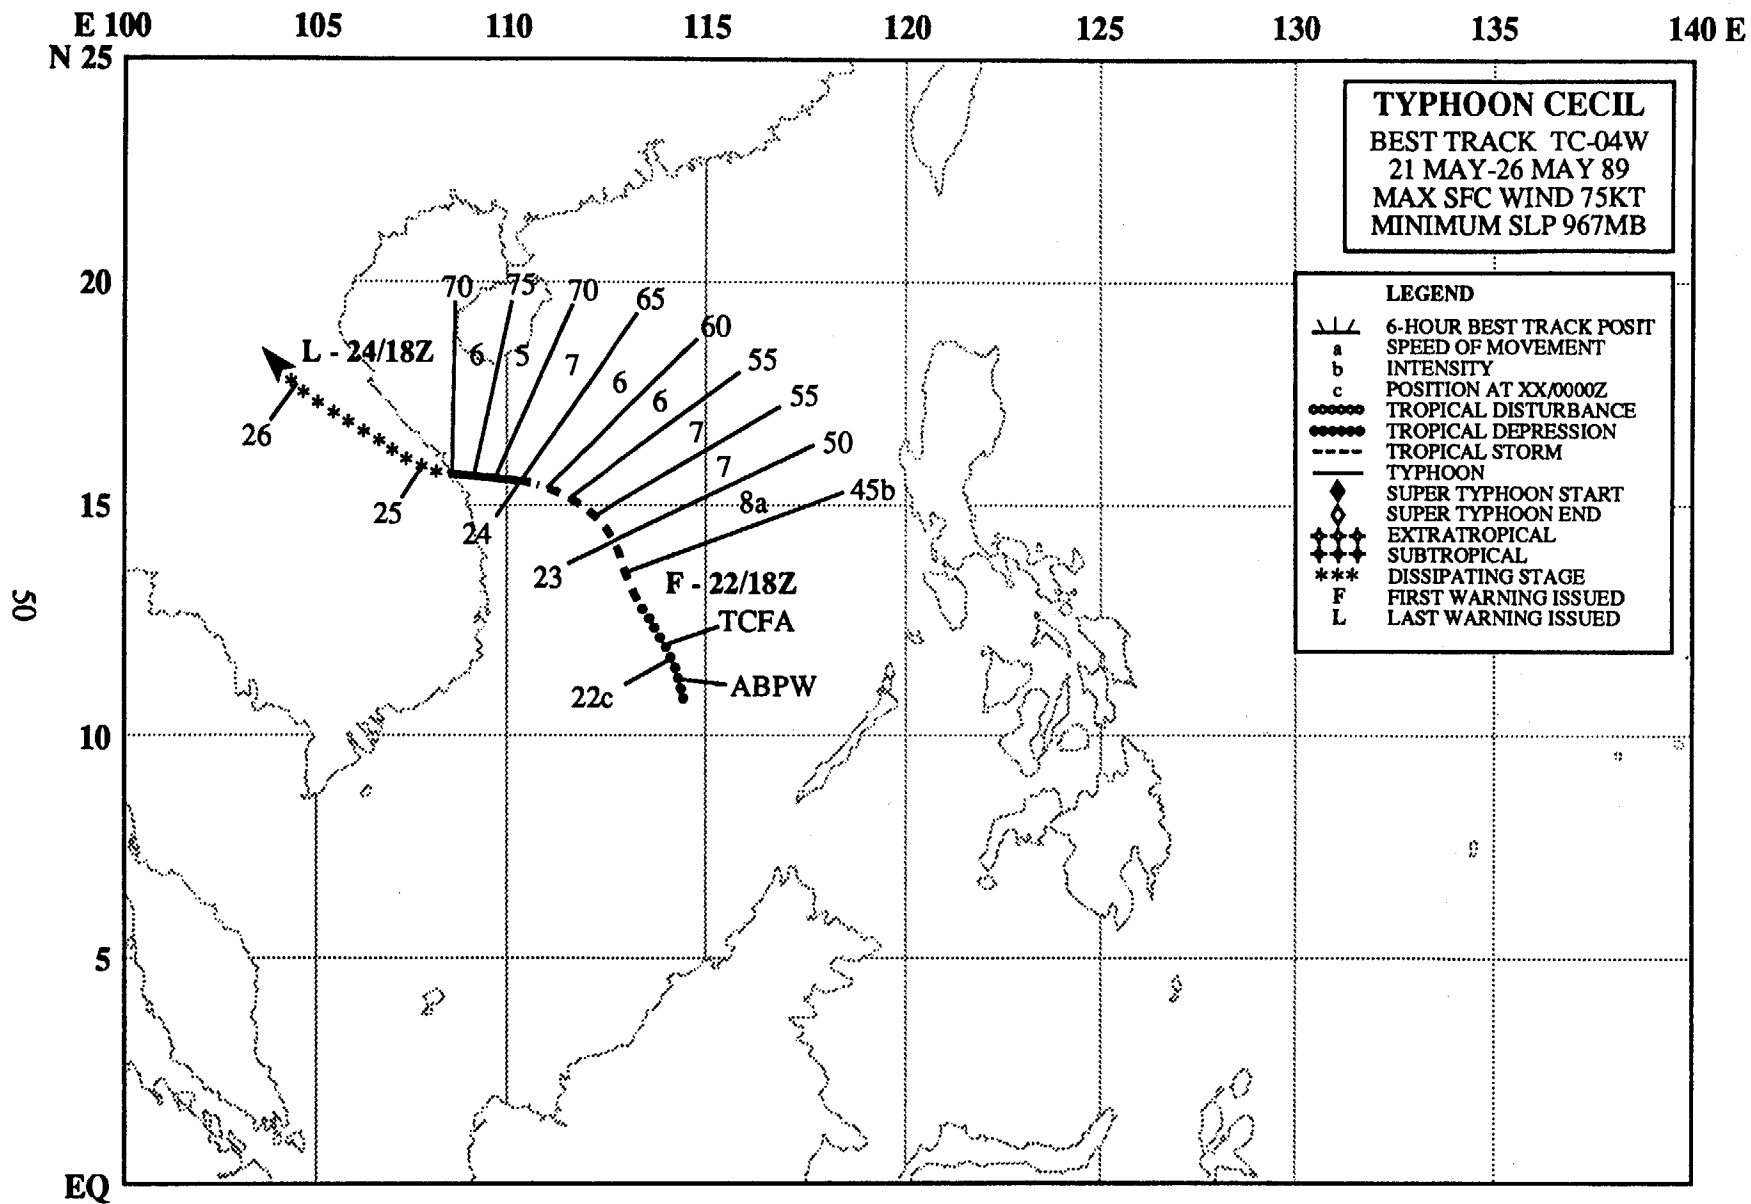 E 100 105 110 115 120 125 130 135 140 E
N 25
20
15
10
5
EQ
TYPHOON CECIL
BEST TRACK TC-04W
21 MAY-26 MAY 89
MAX SFC WIND 75KT
MINIMUM SLP 967MB
LEGEND
6-HOUR BEST TRACK POSIT
a SPEED OF MOVEMENT
b INTENSITY
c POSITION AT XX/0000Z
TROPICAL DISTURBANCE
TROPICAL DEPRESSION
TROPICAL STORM
TYPHOON
SUPER TYPHOON START
SUPER TYPHOON END
EXTRATROPICAL
SUBTROPICAL
*** DISSIPATING STAGE
F FIRST WARNING ISSUED
L LAST WARNING ISSUED
70 75 70 65
60
55
55
50
45b
L - 24/18Z
6 5 7 6 6 7 7 8a
26
25
24
23
F - 22/18Z
TCFA
22c
ABPW
50